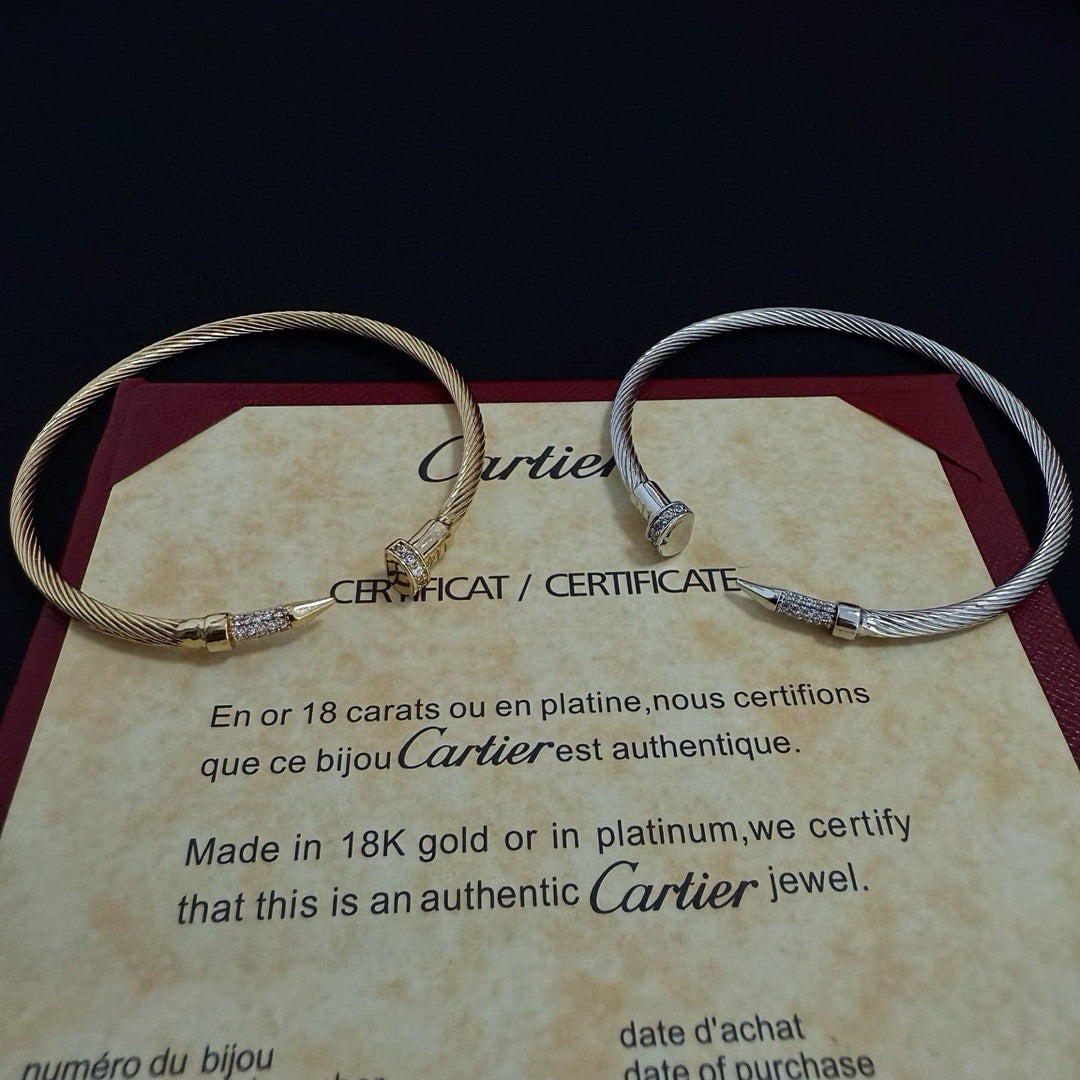 Cartier
CERTIFICAT / CERTIFICATE
En or 18 carats ou en platine,nous certifions
que ce bijou Cartier est authentique.
Made in 18K gold or in platinum,we certify
that this is an authentic Cartier jewel.
date d'achat
numéro du bijou
date of purchase